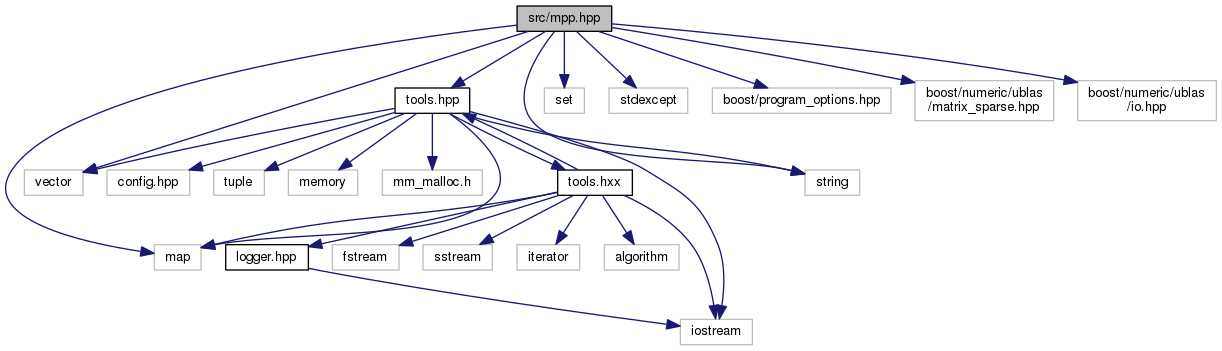 src/mpp.hpp
tools.hpp
set
stdexcept
boost/program_options.hpp
boost/numeric/ublas
/matrix_sparse.hpp
boost/numeric/ublas
/io.hpp
vector
config.hpp
tuple
memory
mm_malloc.h
tools.hxx
string
map
logger.hpp
fstream
sstream
iterator
algorithm
iostream